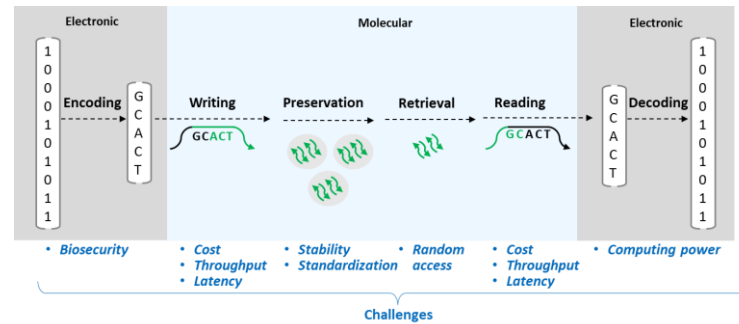 Electronic
Molecular
Electronic
1
0
0
0
1
0
1
0
1
1
Encoding
G
C
A
C
T
Writing
GCACT
Preservation
Retrieval
Reading
GCACT
G
C
A
C
T
Decoding
1
0
0
0
1
0
1
0
1
1
• Biosecurity
• Cost
• Throughput
• Latency
• Stability
• Standardization
• Random
access
• Cost
• Throughput
• Latency
• Computing power
Challenges